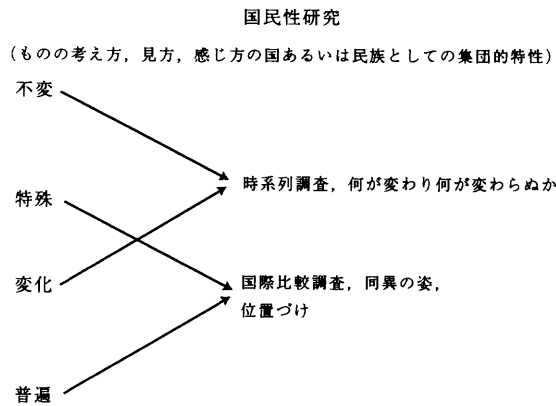 国民性研究
(ものの考え方，見方，感じ方の国あるいは民族としての集団的特性)
不変
時系列調査，何が変わり何が変わらぬか
特殊
変化
国際比較調査，同異の姿，
位置づけ
普遍